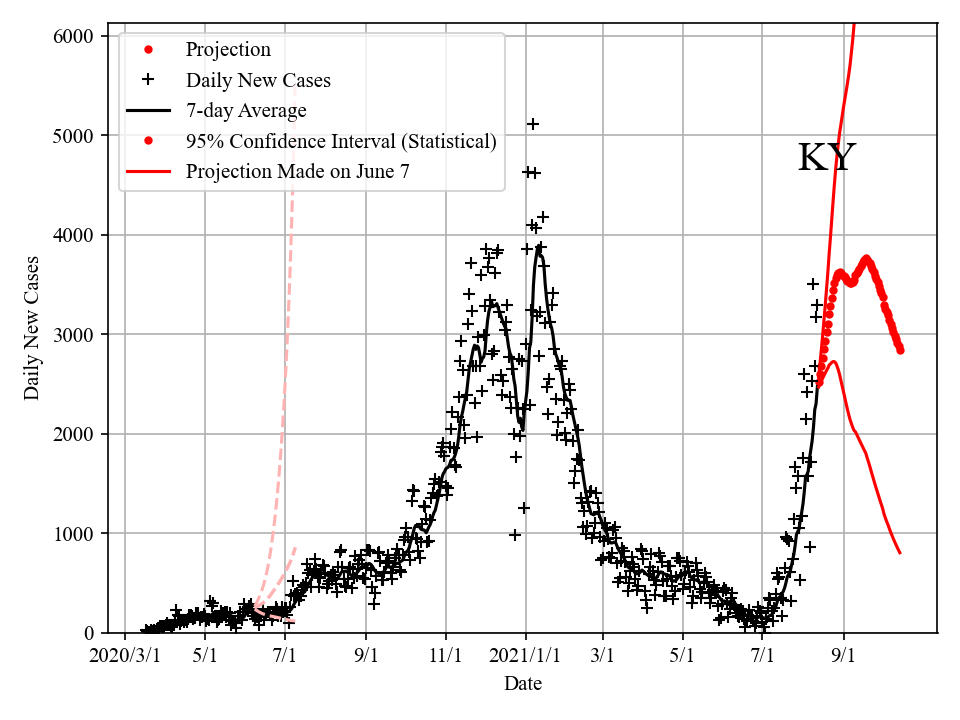 6000
5000
4000
3000
2000
1000
0
Daily New Cases
Projection
Daily New Cases
7-day Average
95% Confidence Interval (Statistical)
Projection Made on June 7
KY
2020/3/1 5/1 7/1 9/1 11/1 2021/1/1 3/1 5/1 7/1 9/1
Date